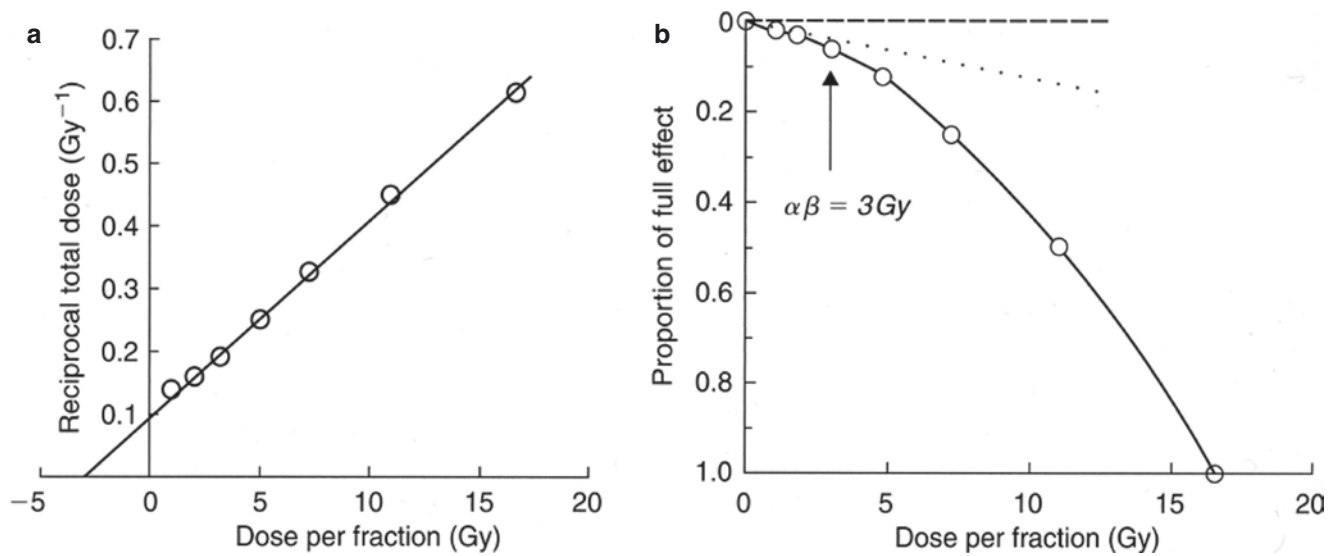 a
0.7
0.6
0.5
0.4
0.3
0.2
0.1
Reciprocal total dose (Gy⁻¹)
−5 0 5 10 15 20
Dose per fraction (Gy)
b
0
0.2
0.4
0.6
0.8
1.0
Proportion of full effect
αβ = 3Gy
0 5 10 15 20
Dose per fraction (Gy)